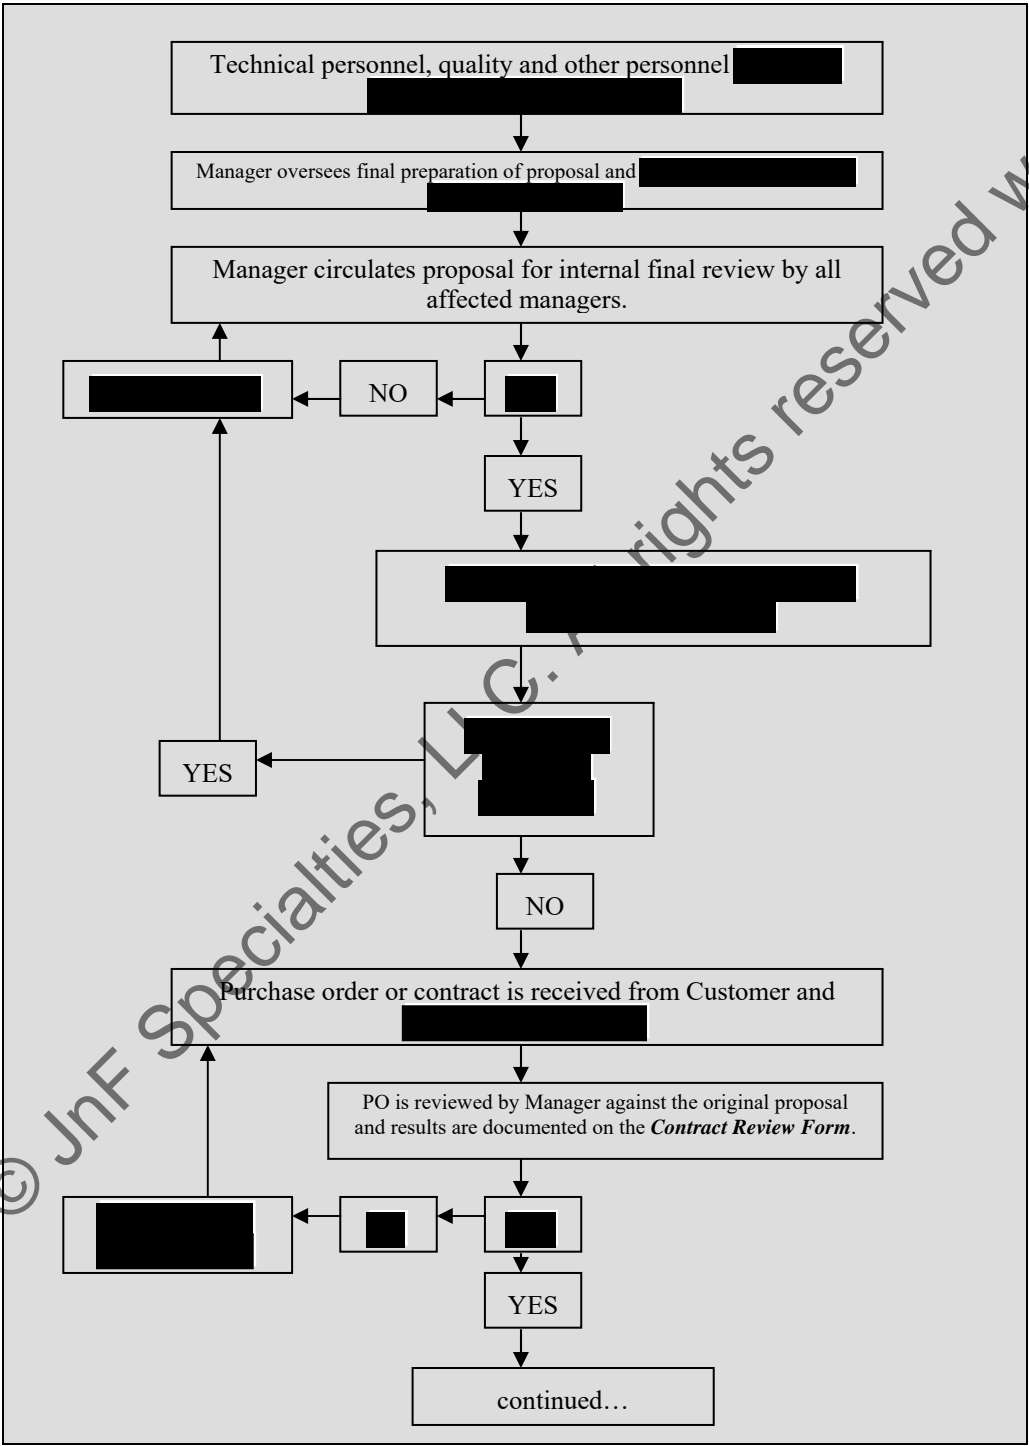 Technical personnel, quality and other personnel
Manager oversees final preparation of proposal and
Manager circulates proposal for internal final review by all
affected managers.
NO
YES
YES
NO
Purchase order or contract is received from Customer and
PO is reviewed by Manager against the original proposal
and results are documented on the Contract Review Form.
YES
continued…
© JnF Specialties, LLC. All rights reserved w